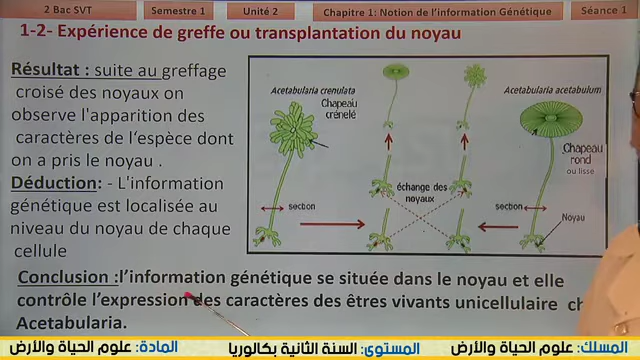 2 Bac SVT
Semestre 1
Unité 2
Chapitre 1: Notion de l'information Génétique
Séance 1
1-2- Expérience de greffe ou transplantation du noyau
Résultat : suite au greffage
croisé des noyaux on
observe l'apparition des
caractères de l'espèce dont
on a pris le noyau .
Déduction: - L'information
génétique est localisée au
niveau du noyau de chaque
cellule
Acetabularia crenulata
Chapeau
crénelé
Acetabularia acetabulum
Chapeau
rond
ou lisse
échange des
noyaux
section
section
Noyau
Conclusion :l'information génétique se située dans le noyau et elle
contrôle l'expression des caractères des êtres vivants unicellulaire
Acetabularia.
المسلك: علوم الحياة والأرض
المستوى: السنة الثانية بكالوريا
المادة: علوم الحياة والأرض